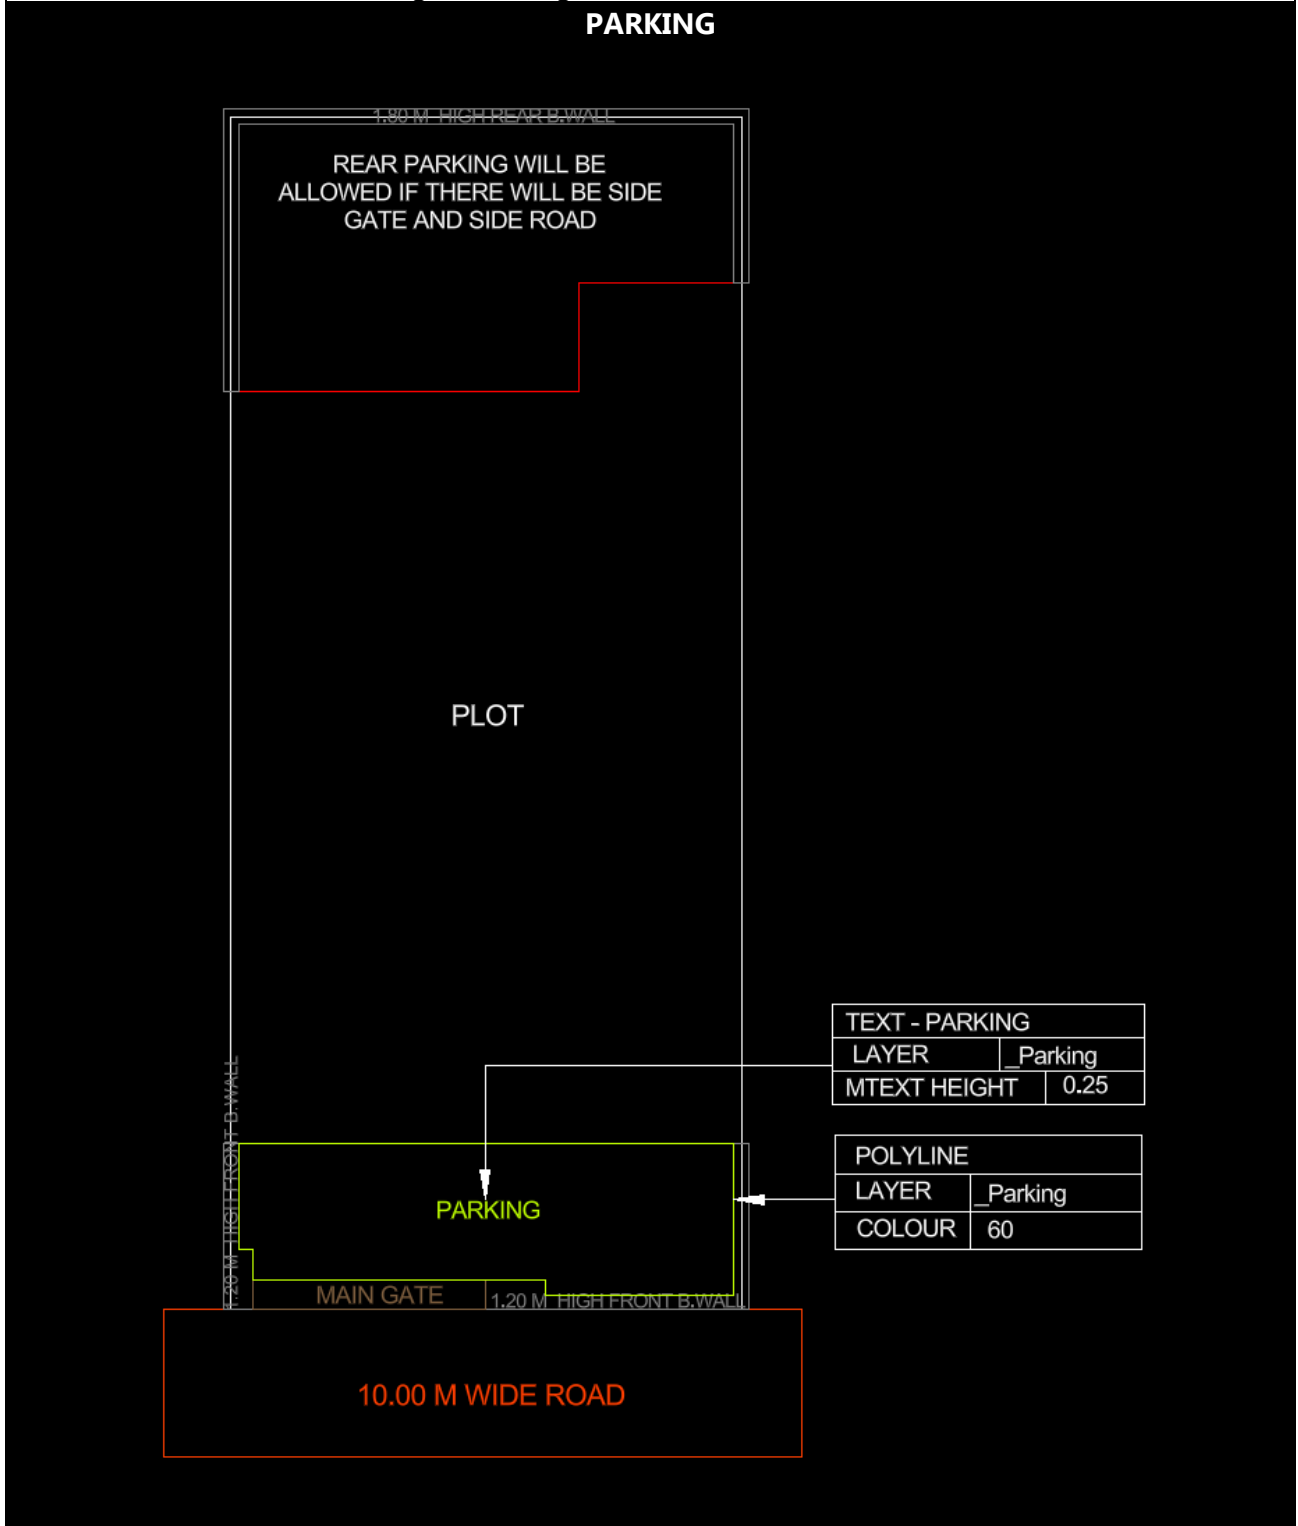 PARKING
1.80 M HIGH REAR B.WALL
REAR PARKING WILL BE
ALLOWED IF THERE WILL BE SIDE
GATE AND SIDE ROAD
PLOT
TEXT - PARKING
LAYER _Parking
MTEXT HEIGHT 0.25
1.20 M HIGH FRONT B.WALL
POLYLINE
LAYER _Parking
COLOUR 60
PARKING
MAIN GATE
1.20 M HIGH FRONT B.WALL
10.00 M WIDE ROAD